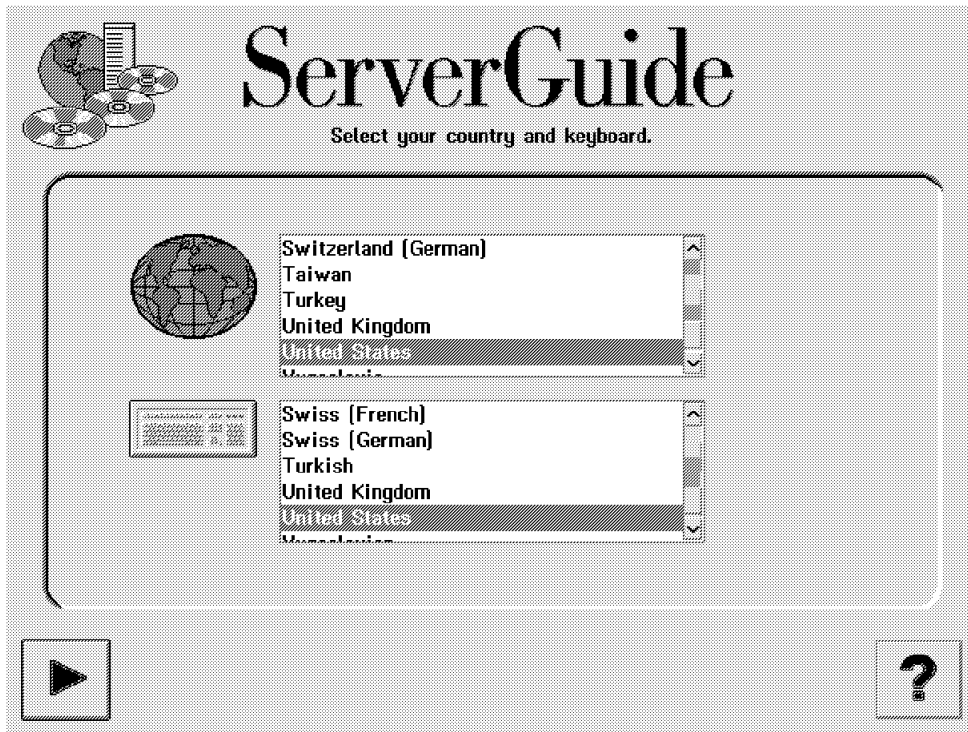 ServerGuide
Select your country and keyboard.
Switzerland (German)
Taiwan
Turkey
United Kingdom
United States
Swiss (French)
Swiss (German)
Turkish
United Kingdom
United States
?